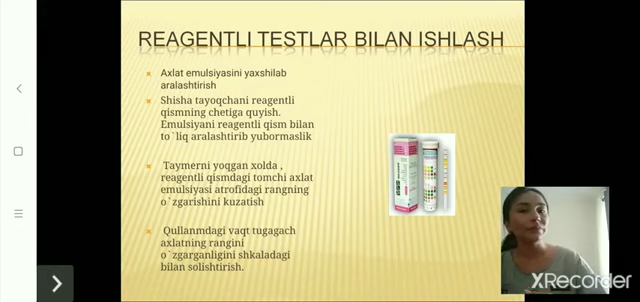 REAGENTLI TESTLAR BILAN ISHLASH
Axlat emulsiyasini yaxshilab
aralashtirish
Shisha tayoqchani reagentli
qismning chetiga quyish.
Emulsiyani reagentli qism bilan
to`liq aralashtirib yubormaslik
Taymerni yoqgan xolda ,
reagentli qismdagi tomchi axlat
emulsiyasi atrofidagi rangning
o`zgarishini kuzatish
Qullanmdagi vaqt tugagach
axlatning rangini
o`zgarganligini shkaladagi
bilan solishtirish.
XRecorder